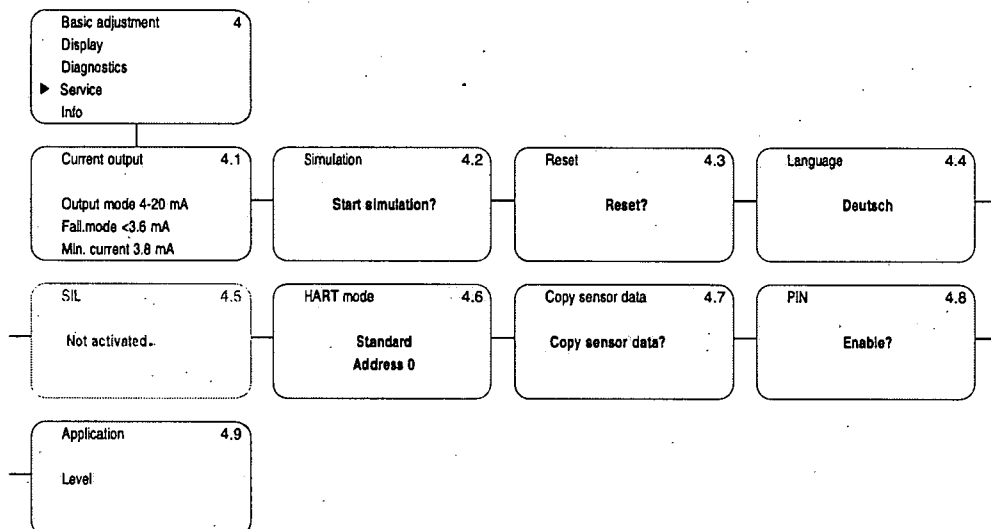 Basic adjustment 4
Display
Diagnostics
Service
Info
Current output 4.1
Output mode 4-20 mA
Fail.mode <3.6 mA
Min. current 3.8 mA
Simulation 4.2
Start simulation?
Reset 4.3
Reset?
Language 4.4
Deutsch
SIL 4.5
Not activated.
HART mode 4.6
Standard
Address 0
Copy sensor data 4.7
Copy sensor data?
PIN 4.8
Enable?
Application 4.9
Level